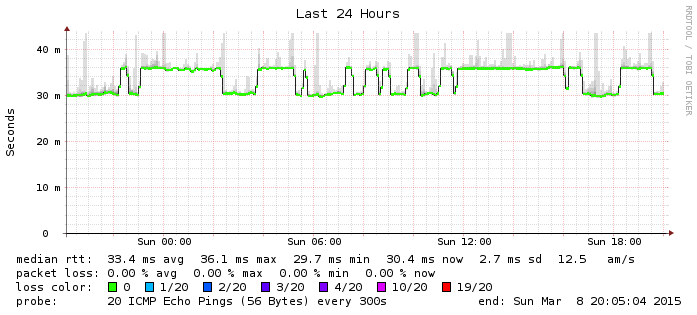 Last 24 Hours
RRDTOOL / TOBI OETIKER
Seconds
40 m
30 m
20 m
10 m
0
Sun 00:00 Sun 06:00 Sun 12:00 Sun 18:00
median rtt: 33.4 ms avg 36.1 ms max 29.7 ms min 30.4 ms now 2.7 ms sd 12.5 am/s
packet loss: 0.00 % avg 0.00 % max 0.00 % min 0.00 % now
loss color: 0 1/20 2/20 3/20 4/20 10/20 19/20
probe: 20 ICMP Echo Pings (56 Bytes) every 300s end: Sun Mar 8 20:05:04 2015